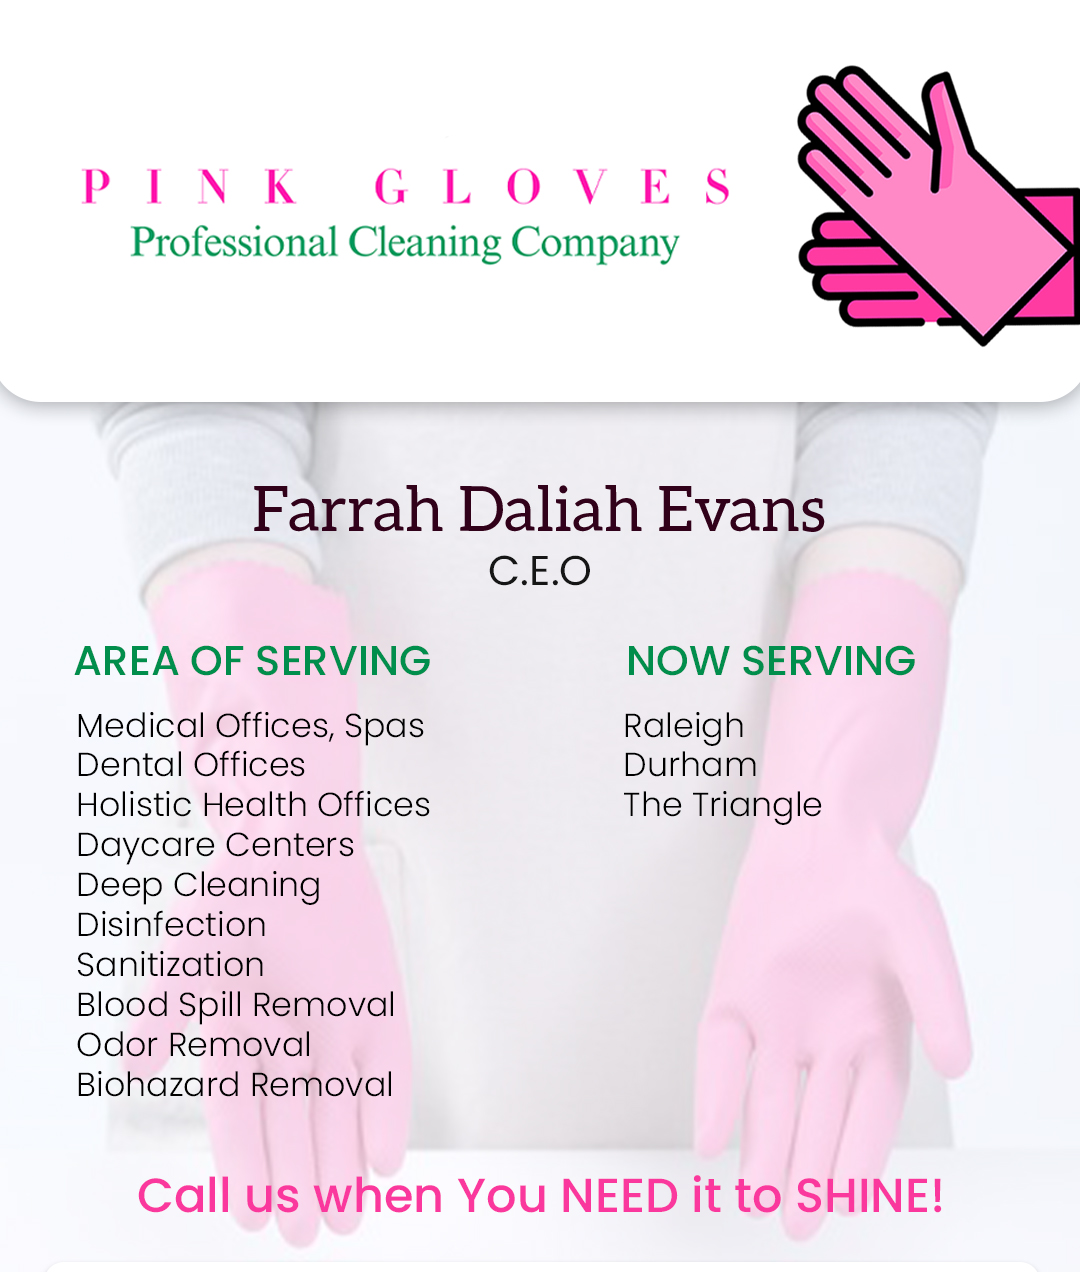 PINK GLOVES
Professional Cleaning Company
Farrah Daliah Evans
C.E.O
AREA OF SERVING
Medical Offices, Spas
Dental Offices
Holistic Health Offices
Daycare Centers
Deep Cleaning
Disinfection
Sanitization
Blood Spill Removal
Odor Removal
Biohazard Removal
NOW SERVING
Raleigh
Durham
The Triangle
Call us when You NEED it to SHINE!